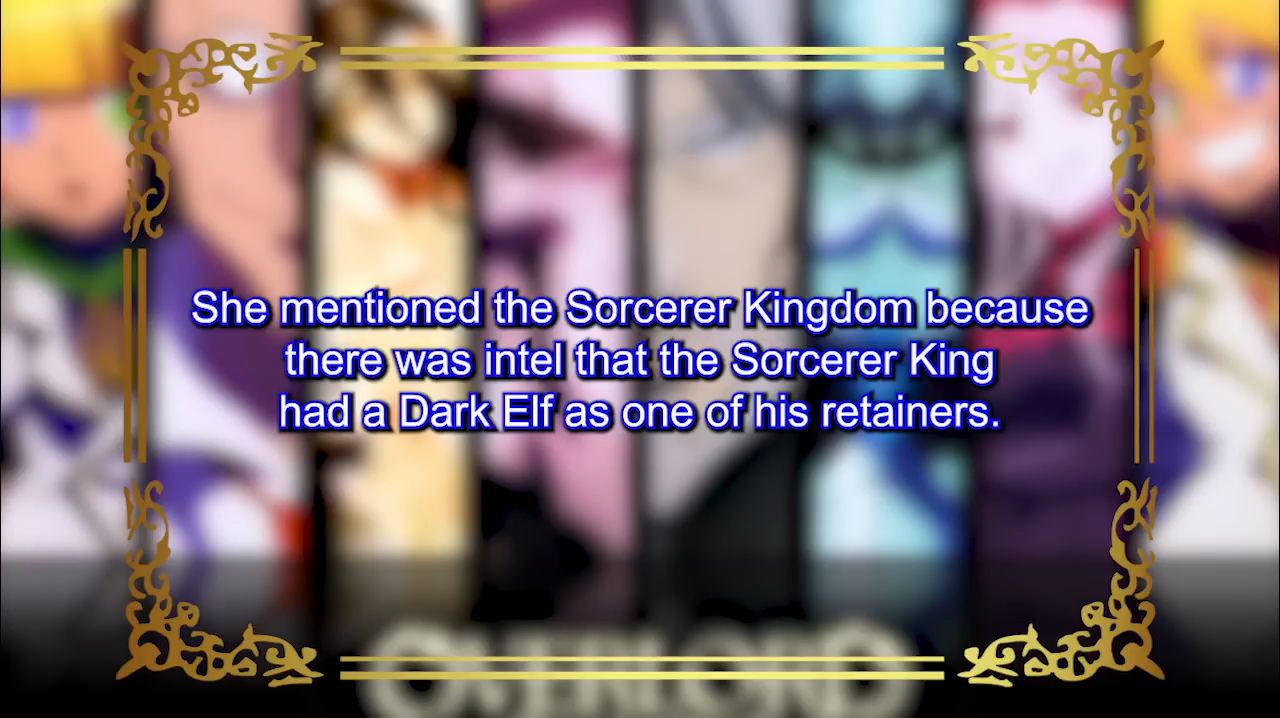 She mentioned the Sorcerer Kingdom because
there was intel that the Sorcerer King
had a Dark Elf as one of his retainers.
OVERLORD